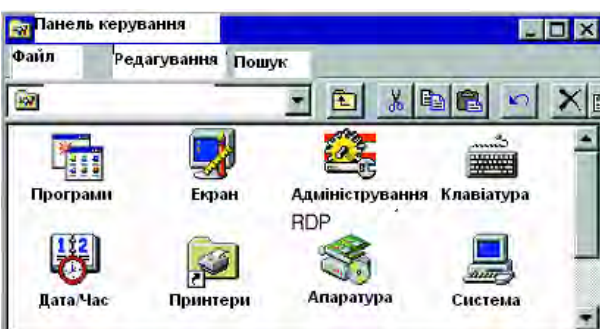 Панель керування
Файл Редагування Пошук
Програми Екран Адміністрування Клавіатура
RDP
Дата/Час Принтери Апаратура Система